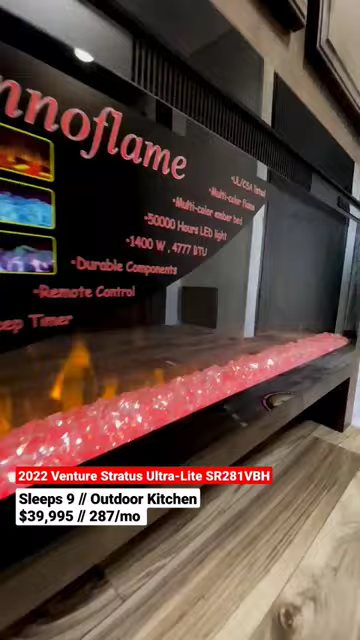 nnoflame
-UL/CSA listed
-Multi-color flame
-Multi-color ember bed
-50000 Hours LED light
-1400 W , 4777 BTU
-Durable Components
-Remote Control
eep Timer
2022 Venture Stratus Ultra-Lite SR281VBH
Sleeps 9 // Outdoor Kitchen
$39,995 // 287/mo